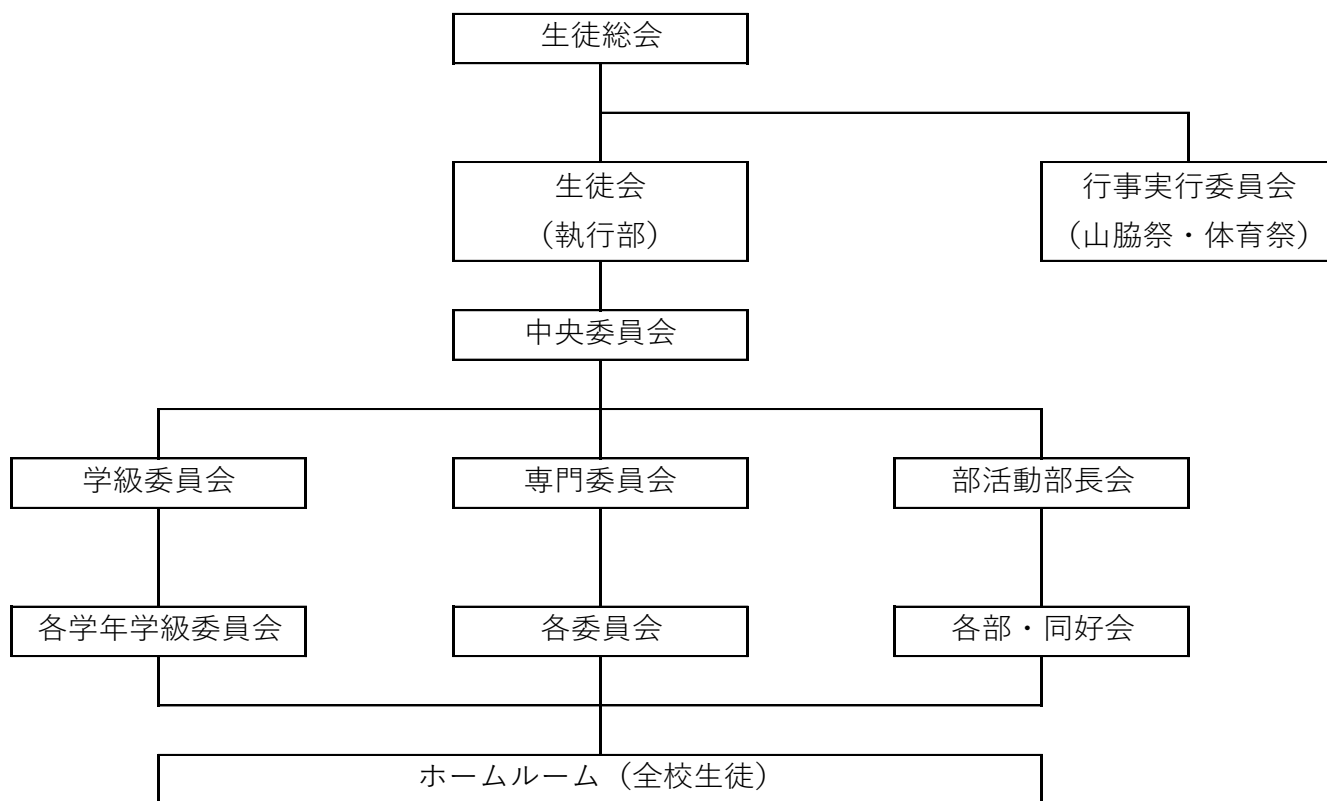 生徒総会
生徒会
(執行部)
行事実行委員会
(山脇祭・体育祭)
中央委員会
学級委員会
専門委員会
部活動部長会
各学年学級委員会
各委員会
各部・同好会
ホームルーム(全校生徒)